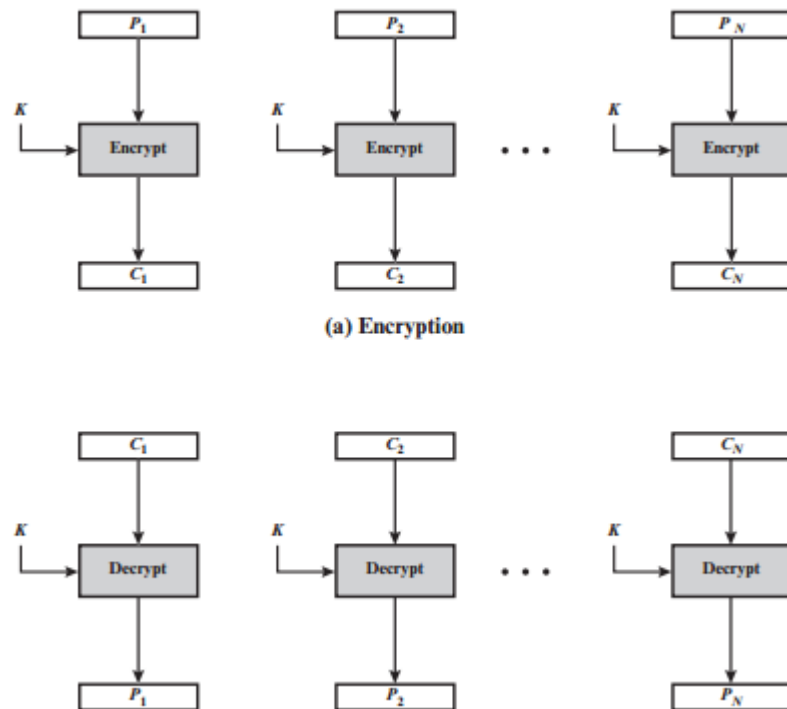 P1 P2 PN
K K K
Encrypt Encrypt • • • Encrypt
C1 C2 CN
(a) Encryption
C1 C2 CN
K K K
Decrypt Decrypt • • • Decrypt
P1 P2 PN